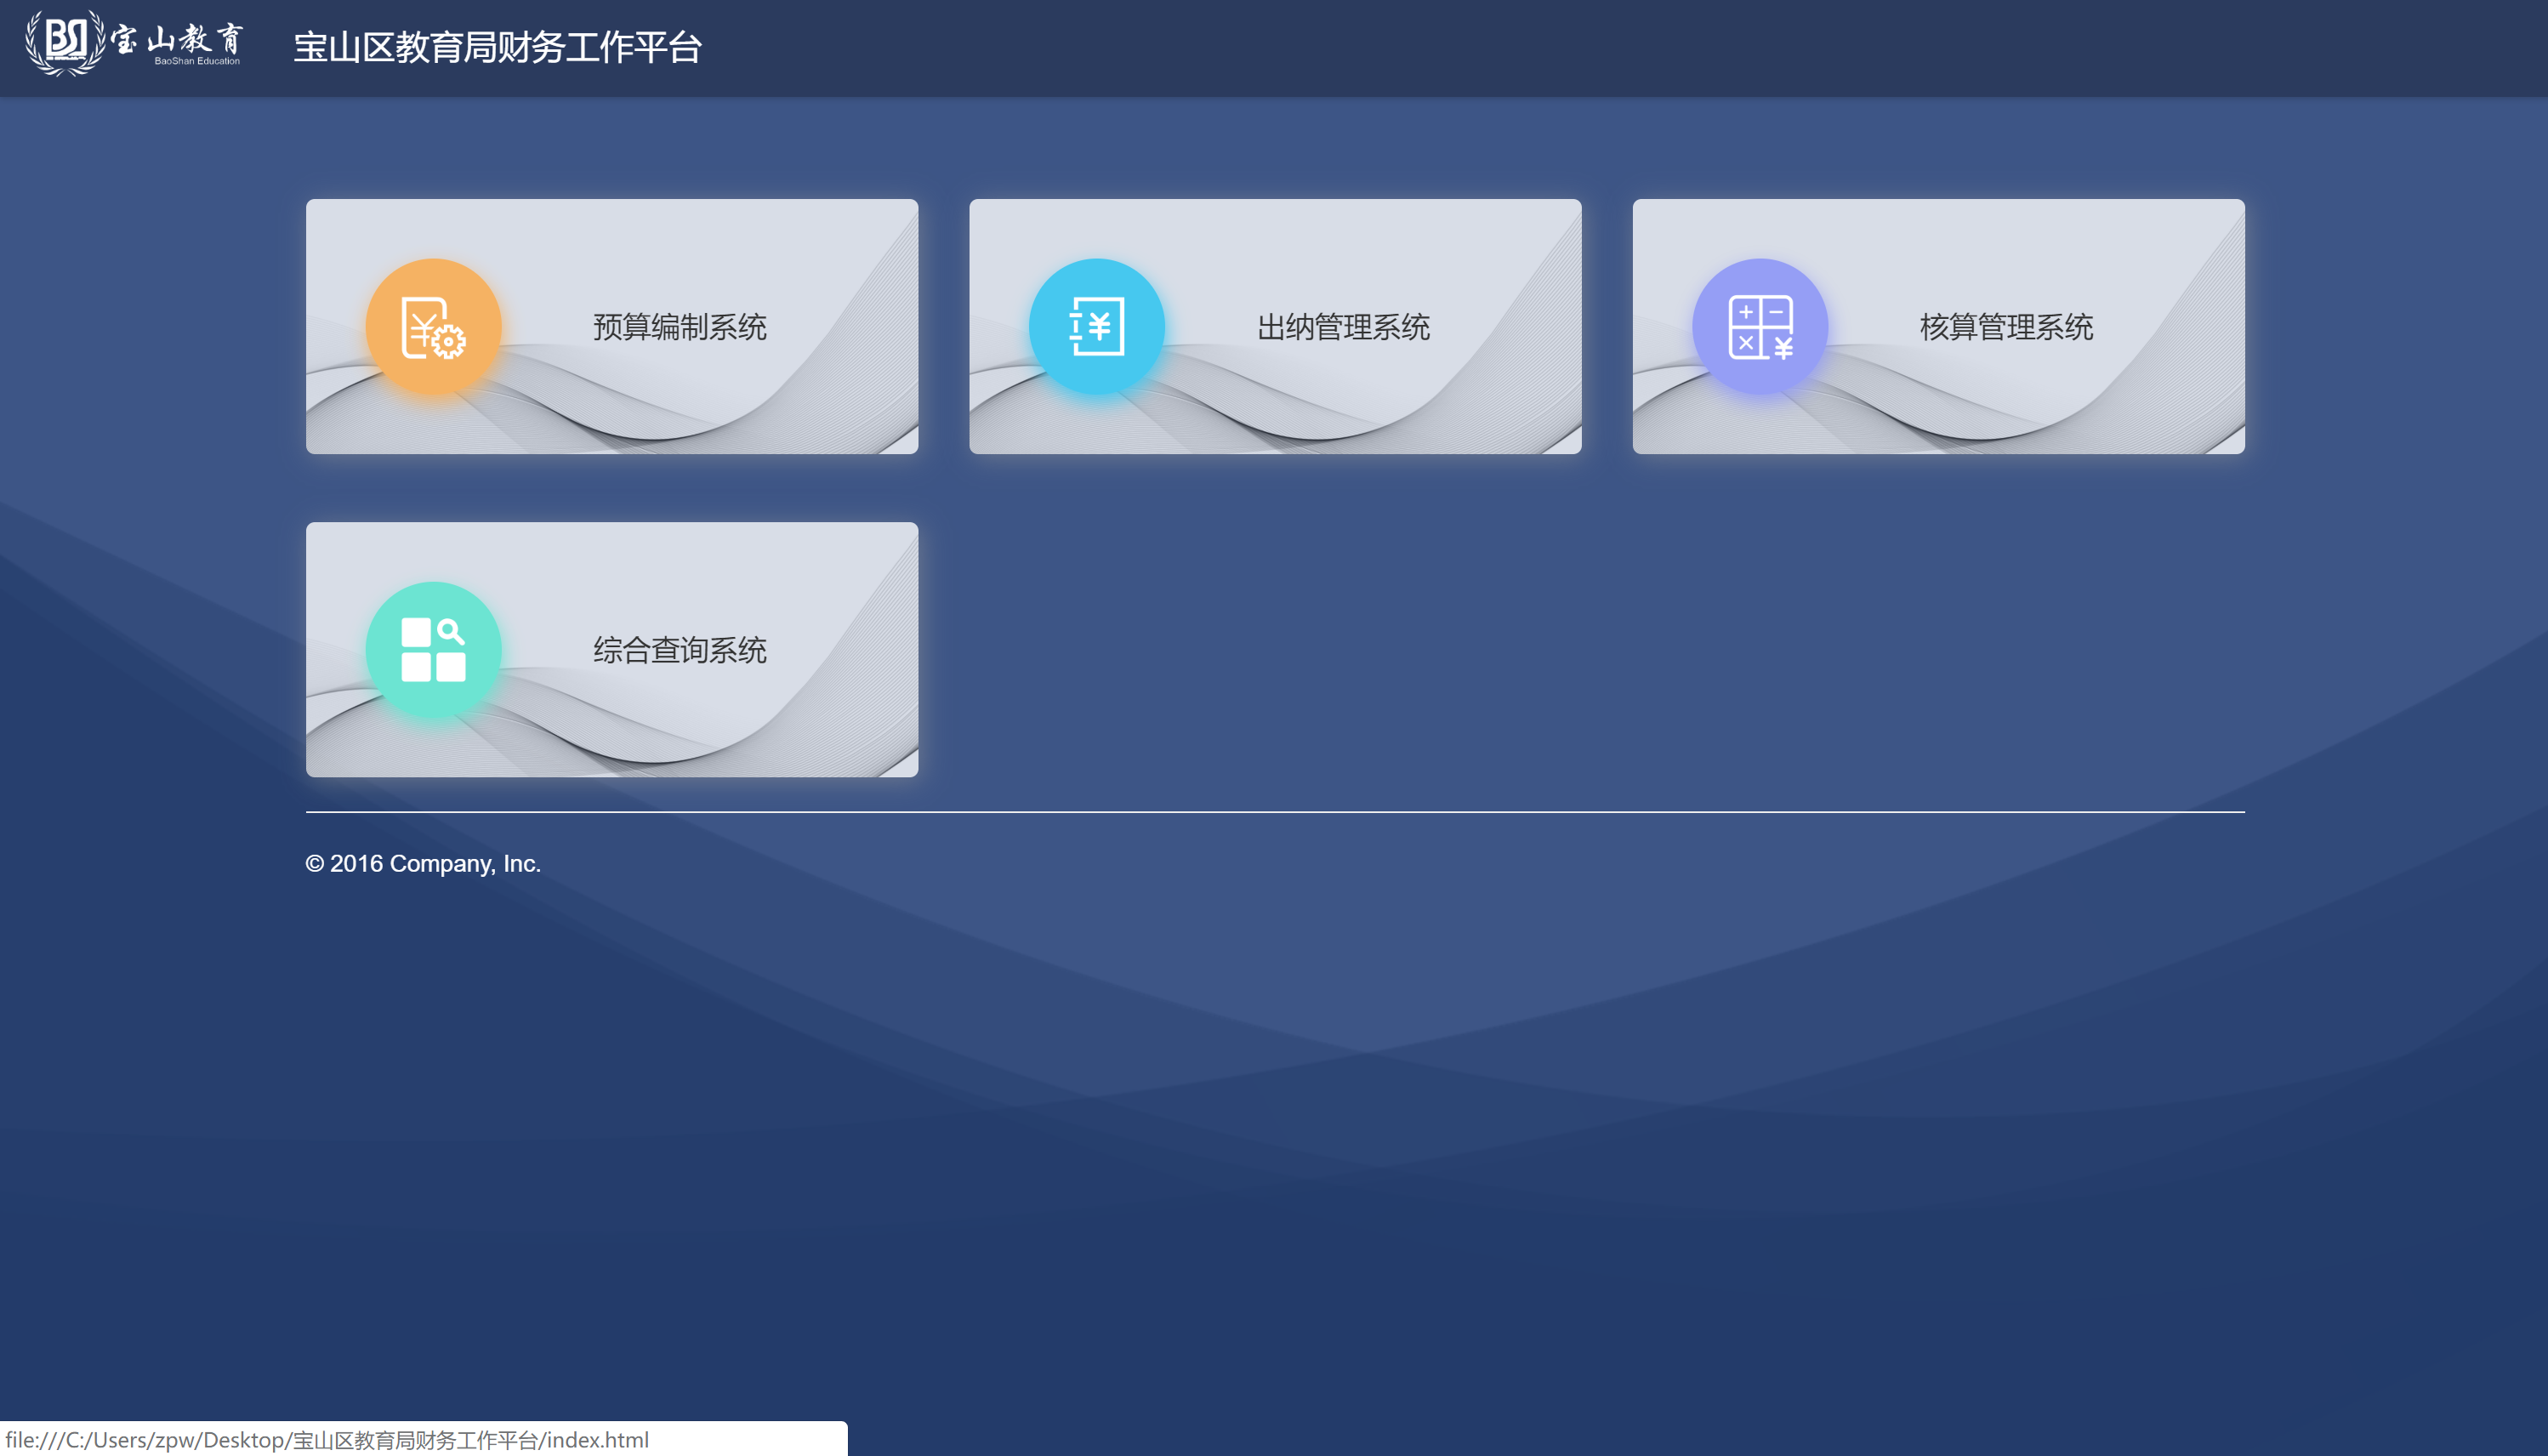 宝山教育
BaoShan Education
宝山区教育局财务工作平台
预算编制系统
出纳管理系统
核算管理系统
综合查询系统
© 2016 Company, Inc.
file:///C:/Users/zpw/Desktop/宝山区教育局财务工作平台/index.html